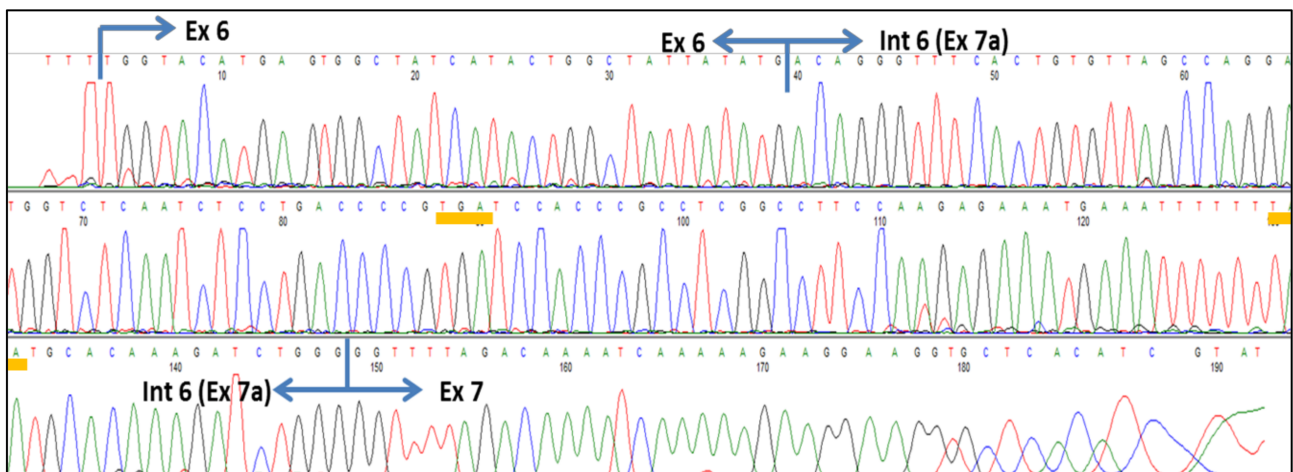 Ex 6
Ex 6 Int 6 (Ex 7a)
T T T T G G T A C A T G A G T G G C T A T C A T A C T G G C T A T T A T A T G A C A G G G T T T C A C T G T G T T A G C C A G G A
10 20 30 40 50 60
T G G T C T C A A T C T C C T G A C C C C G T G A T C C A C C C G C C T C G G C C T T C C A A G A G A A A T G A A A T T T T T T T A
70 80 100 110 120
A T G C A C A A A G A T C T G G G G G T T T T A G A C A A A A T C A A A A A G A A G G A A G G T G C T C A C A T C G T A T
140 150 160 170 180 190
Int 6 (Ex 7a) Ex 7